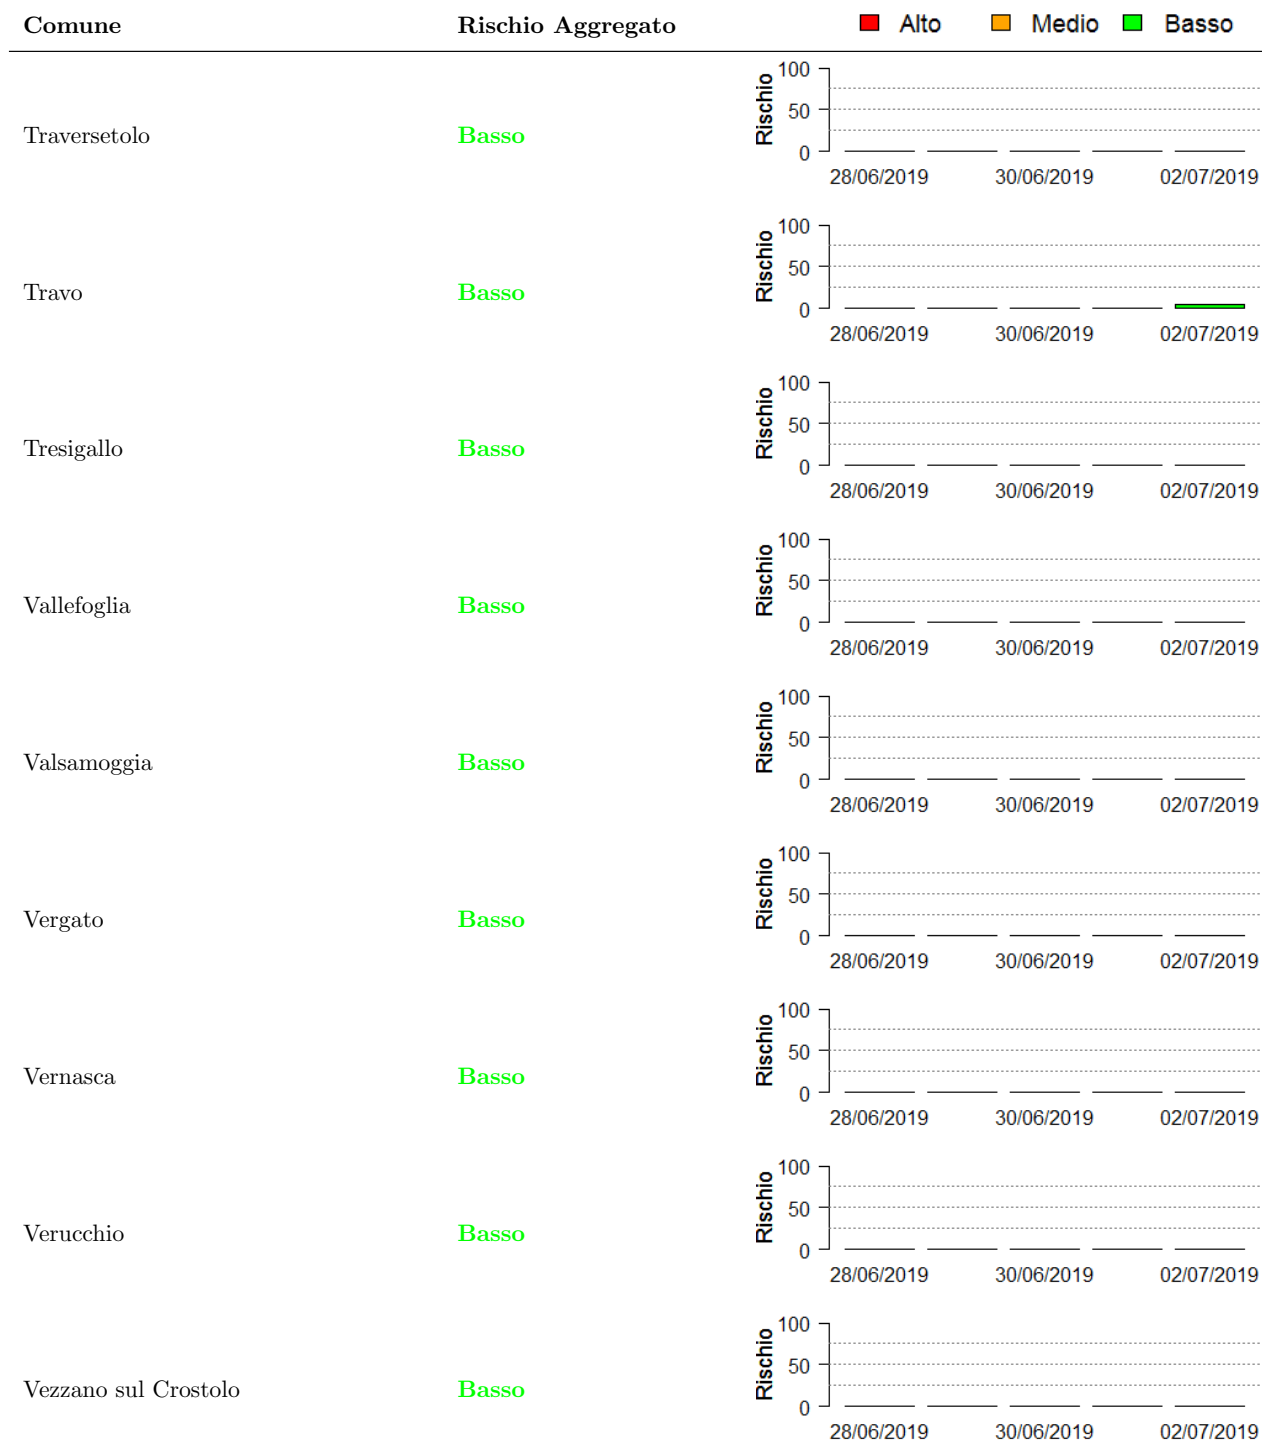 Comune Rischio Aggregato Alto Medio Basso
Traversetolo Basso Rischio 100 50 0
28/06/2019 30/06/2019 02/07/2019
Travo Basso Rischio 100 50 0
28/06/2019 30/06/2019 02/07/2019
Tresigallo Basso Rischio 100 50 0
28/06/2019 30/06/2019 02/07/2019
Vallefoglia Basso Rischio 100 50 0
28/06/2019 30/06/2019 02/07/2019
Valsamoggia Basso Rischio 100 50 0
28/06/2019 30/06/2019 02/07/2019
Vergato Basso Rischio 100 50 0
28/06/2019 30/06/2019 02/07/2019
Vernasca Basso Rischio 100 50 0
28/06/2019 30/06/2019 02/07/2019
Verucchio Basso Rischio 100 50 0
28/06/2019 30/06/2019 02/07/2019
Vezzano sul Crostolo Basso Rischio 100 50 0
28/06/2019 30/06/2019 02/07/2019